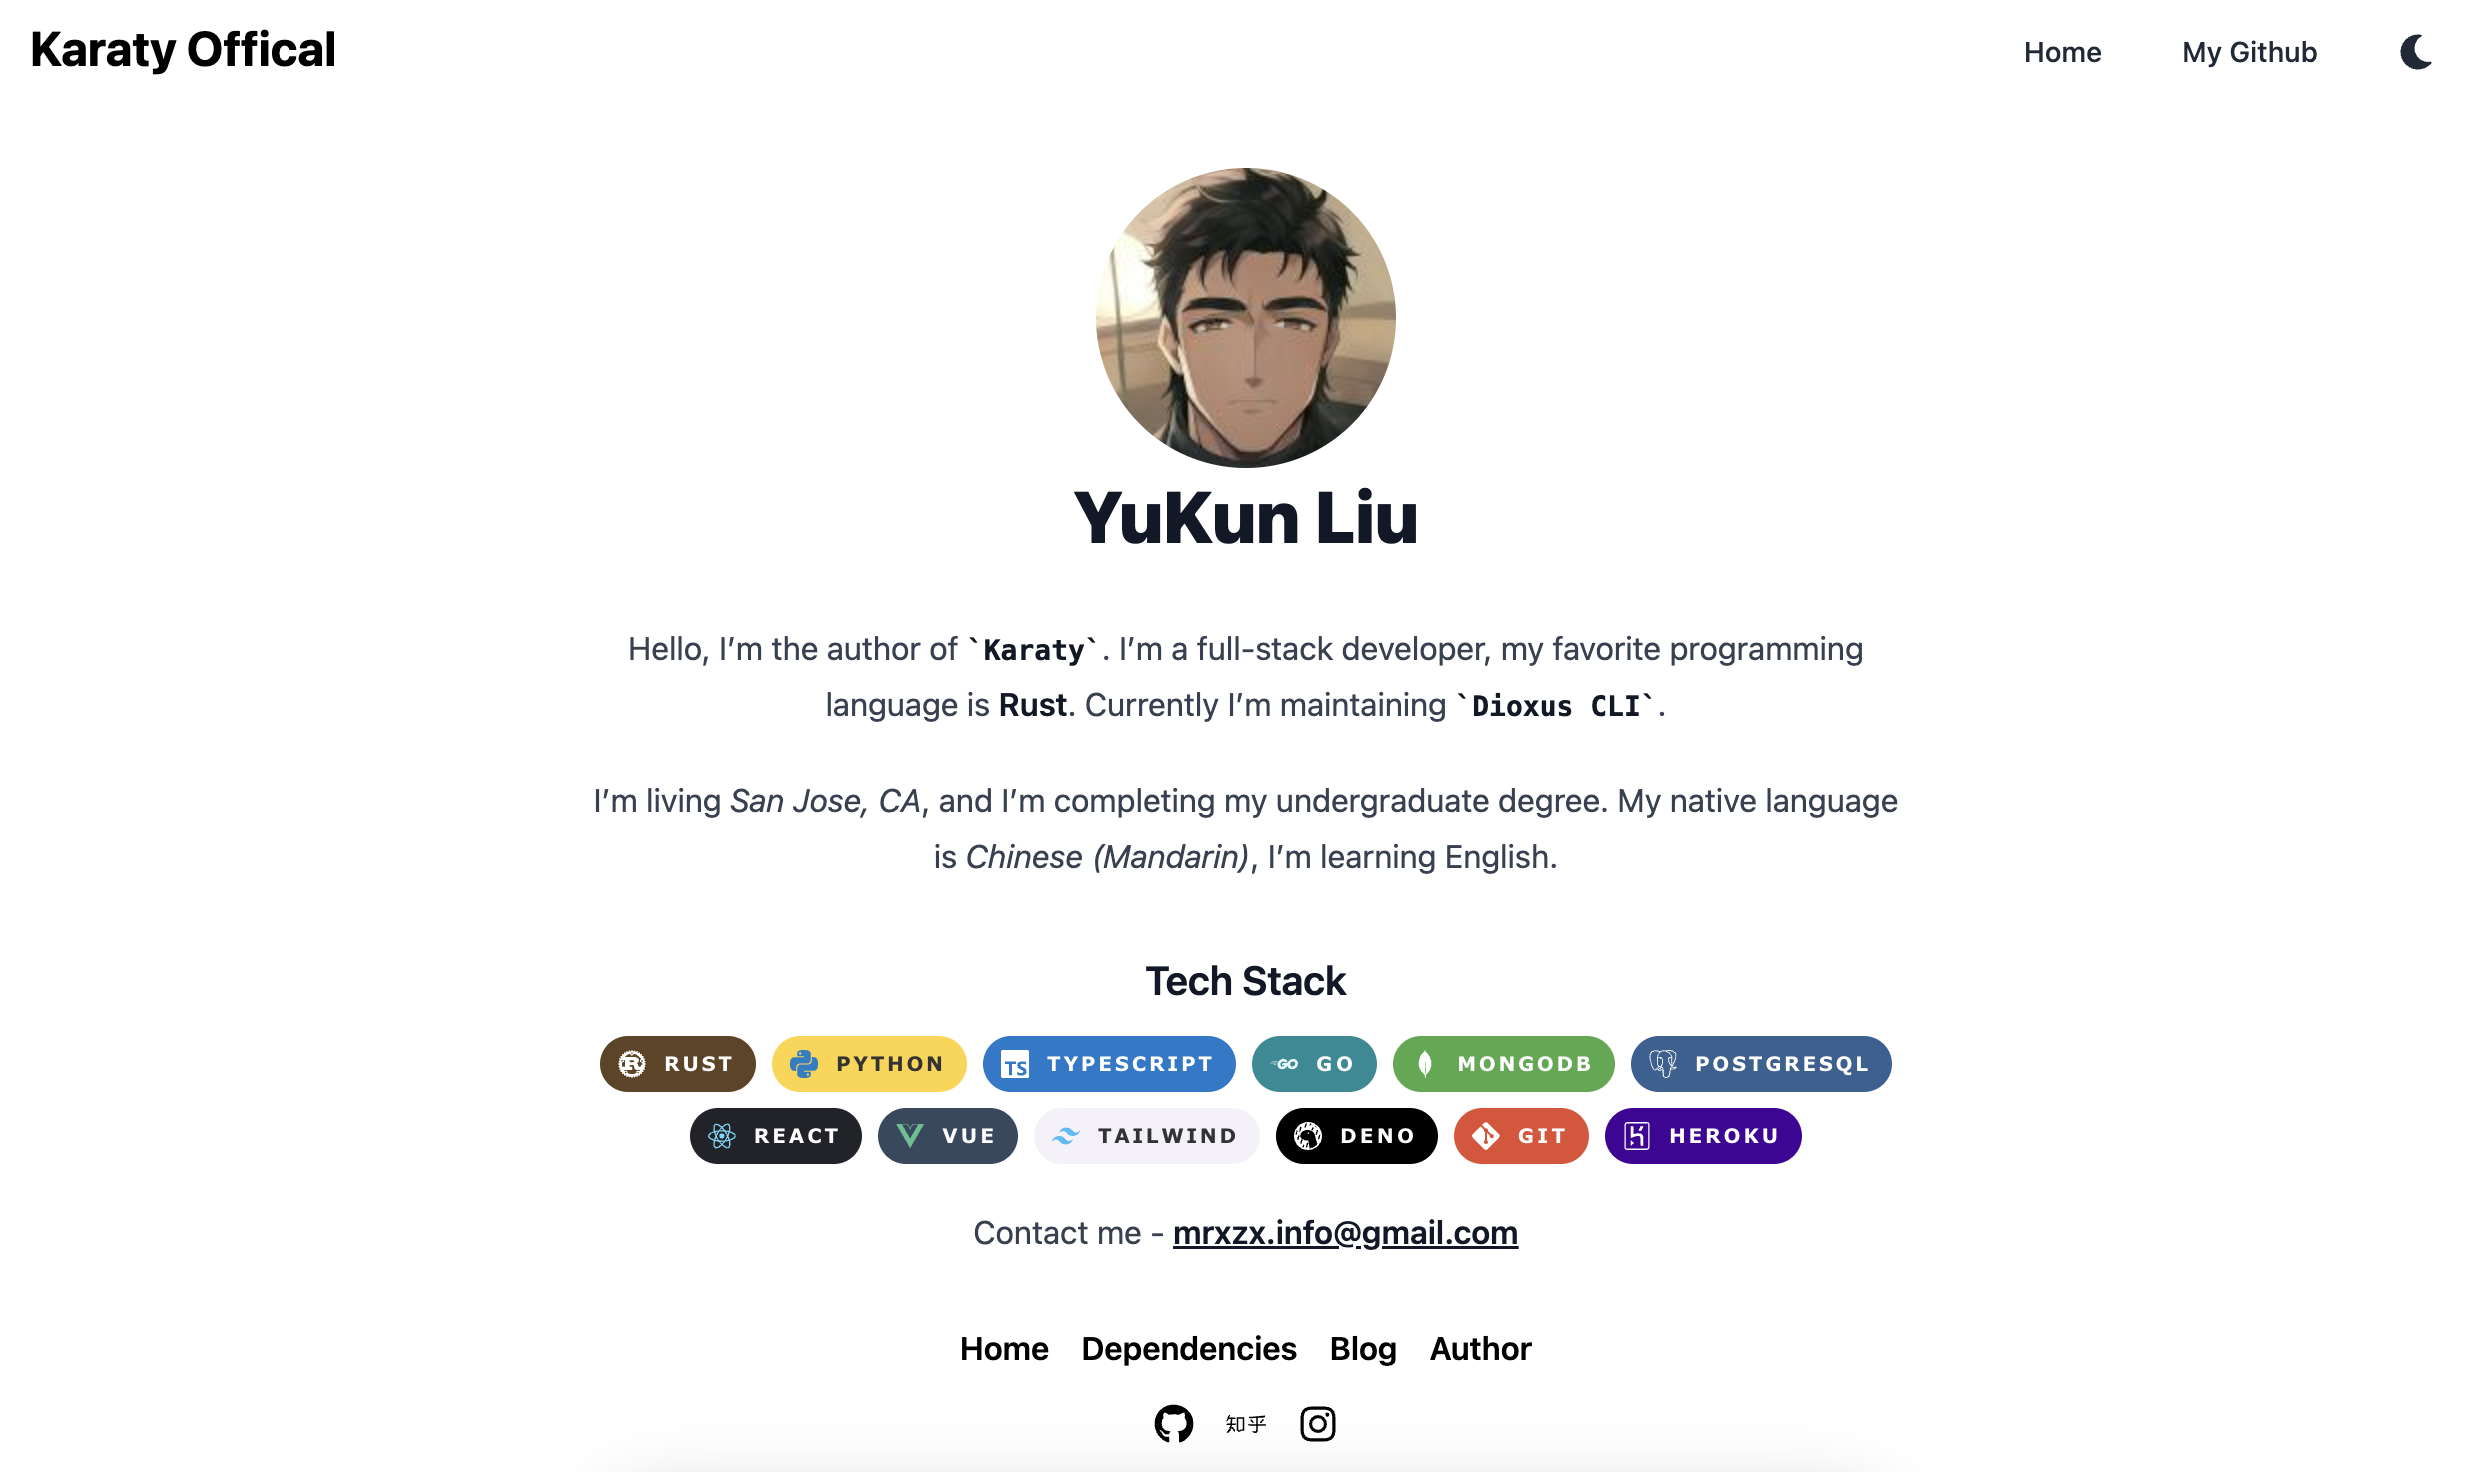 Karaty Offical
Home My Github
YuKun Liu
Hello, I’m the author of `Karaty`. I’m a full-stack developer, my favorite programming
language is Rust. Currently I’m maintaining `Dioxus CLI`.
I’m living San Jose, CA, and I’m completing my undergraduate degree. My native language
is Chinese (Mandarin), I’m learning English.
Tech Stack
RUST PYTHON TS TYPESCRIPT GO GO MONGODB POSTGRESQL
REACT VUE TAILWIND DENO GIT HEROKU
Contact me - mrxzx.info@gmail.com
Home Dependencies Blog Author
知乎